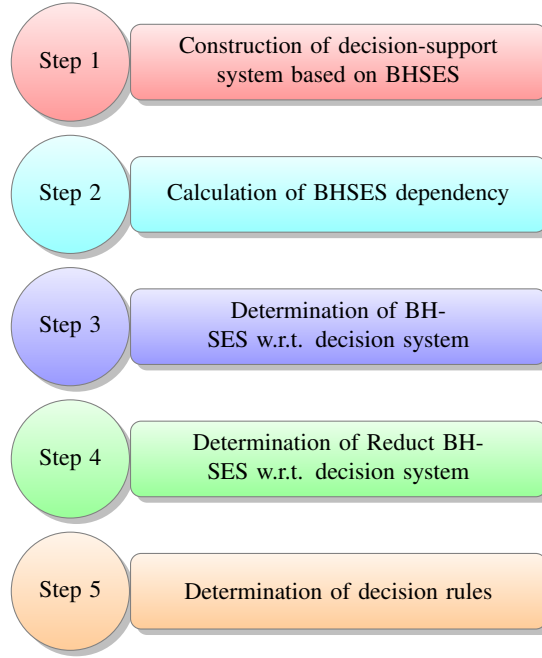 Step 1
Construction of decision-support
system based on BHSES
Step 2
Calculation of BHSES dependency
Step 3
Determination of BH-
SES w.r.t. decision system
Step 4
Determination of Reduct BH-
SES w.r.t. decision system
Step 5
Determination of decision rules